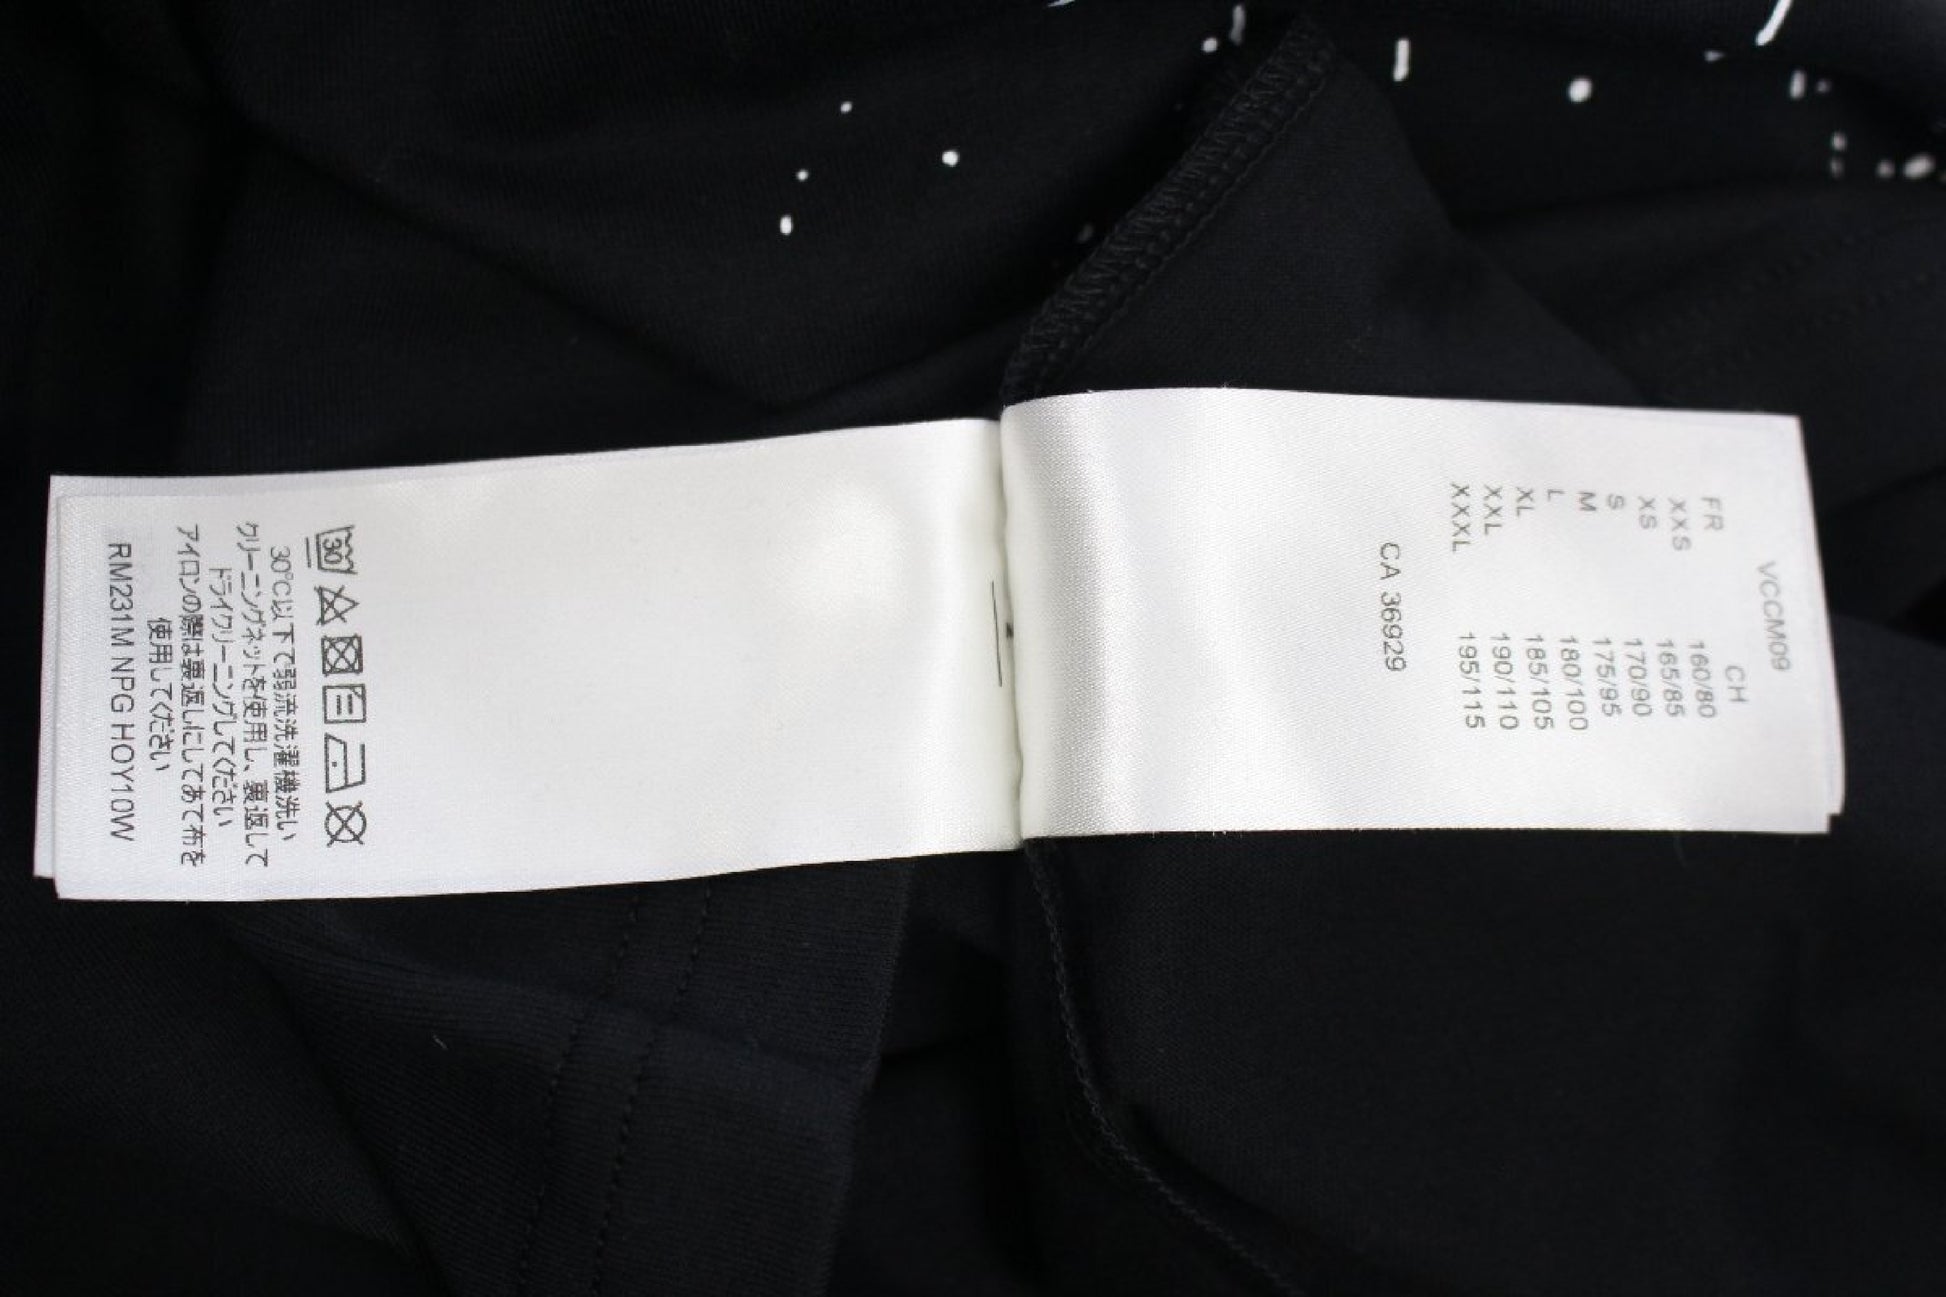 30
30℃以下で弱流洗濯機洗い
クリーニングネットを使用し、裏返して
ドライクリーニングしてください
アイロンの際は裏返しにしてあて布を
使用してください
RM231M NPG HOY10W
VCCM09
FR CH
XXS 160/80
XS 165/85
S 170/90
M 175/95
L 180/100
XL 185/105
XXL 190/110
XXXL 195/115
CA 36929